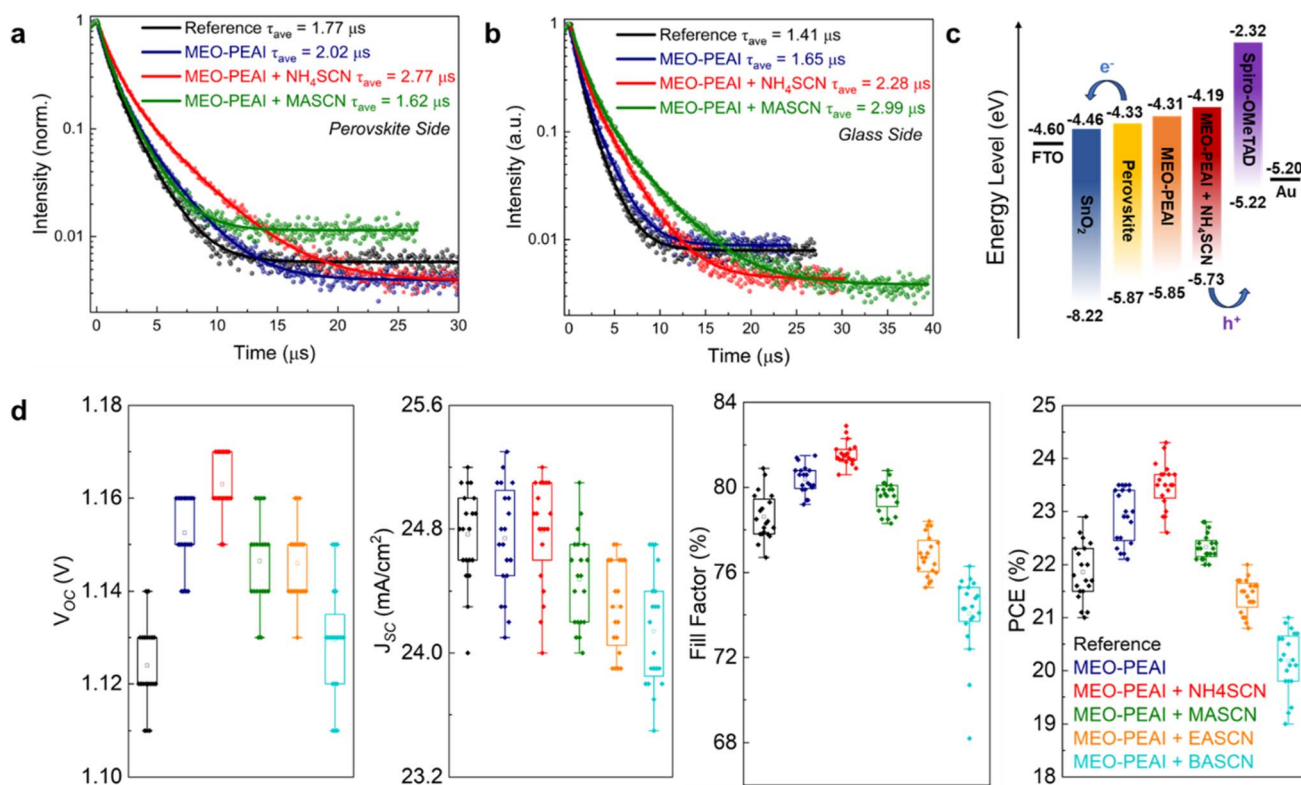 a
Reference τave = 1.77 μs
MEO-PEAI τave = 2.02 μs
MEO-PEAI + NH4SCN τave = 2.77 μs
MEO-PEAI + MASCN τave = 1.62 μs
Perovskite Side
Intensity (norm.)
1
0.1
0.01
0 5 10 15 20 25 30
Time (μs)
b
Reference τave = 1.41 μs
MEO-PEAI τave = 1.65 μs
MEO-PEAI + NH4SCN τave = 2.28 μs
MEO-PEAI + MASCN τave = 2.99 μs
Glass Side
Intensity (a.u.)
1
0.1
0.01
0 5 10 15 20 25 30 35 40
Time (μs)
c
Energy Level (eV)
e-
-4.60
FTO
-4.46
SnO2
-8.22
-4.33
Perovskite
-5.87
-4.31
MEO-PEAI
-5.85
-4.19
MEO-PEAI + NH4SCN
-5.73
h+
-2.32
Spiro-OMeTAD
-5.22
-5.20
Au
d
VOC (V)
1.18
1.16
1.14
1.12
1.10
JSC (mA/cm2)
25.6
24.8
24.0
23.2
Fill Factor (%)
84
80
76
72
68
PCE (%)
25
24
23
22
21
20
19
18
Reference
MEO-PEAI
MEO-PEAI + NH4SCN
MEO-PEAI + MASCN
MEO-PEAI + EASCN
MEO-PEAI + BASCN